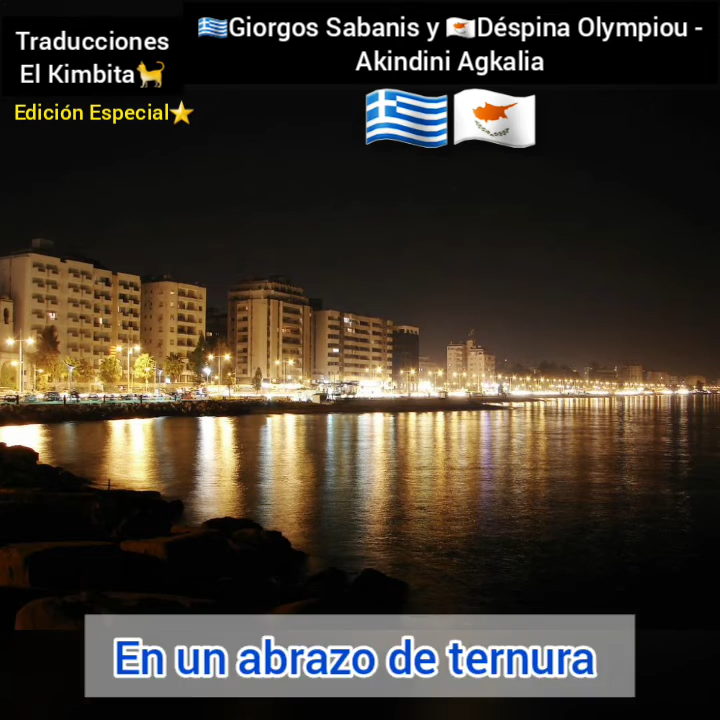 Traducciones
El Kimbita🐈
Edición Especial⭐
🇬🇷Giorgos Sabanis y 🇨🇾Déspina Olympiou -
Akindini Agkalia
🇬🇷🇨🇾
En un abrazo de ternura